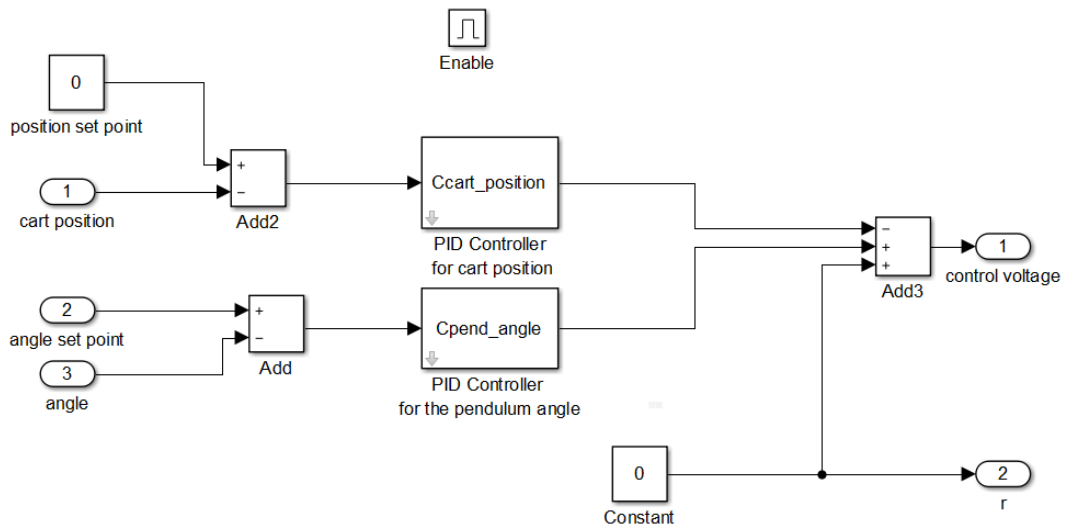 Enable
0
position set point
1
cart position
+
−
Add2
Ccart_position
PID Controller
for cart position
2
angle set point
3
angle
+
−
Add
Cpend_angle
PID Controller
for the pendulum angle
−
+
+
Add3
1
control voltage
0
Constant
2
r